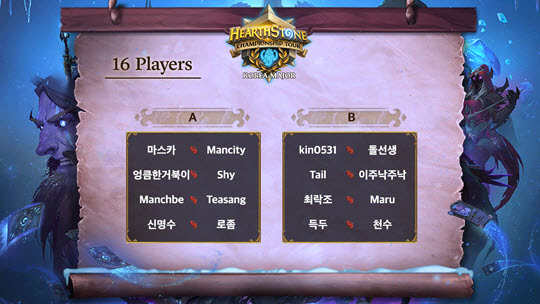 HEARTHSTONE
CHAMPIONSHIP TOUR
KOREA MAJOR
16 Players
A
마스카 VS Mancity
엉큼한거북이 VS Shy
Manchbe VS Teasang
신명수 VS 로좀
B
kin0531 VS 돌선생
Tail VS 이주낙주낙
최락조 VS Maru
득두 VS 천수